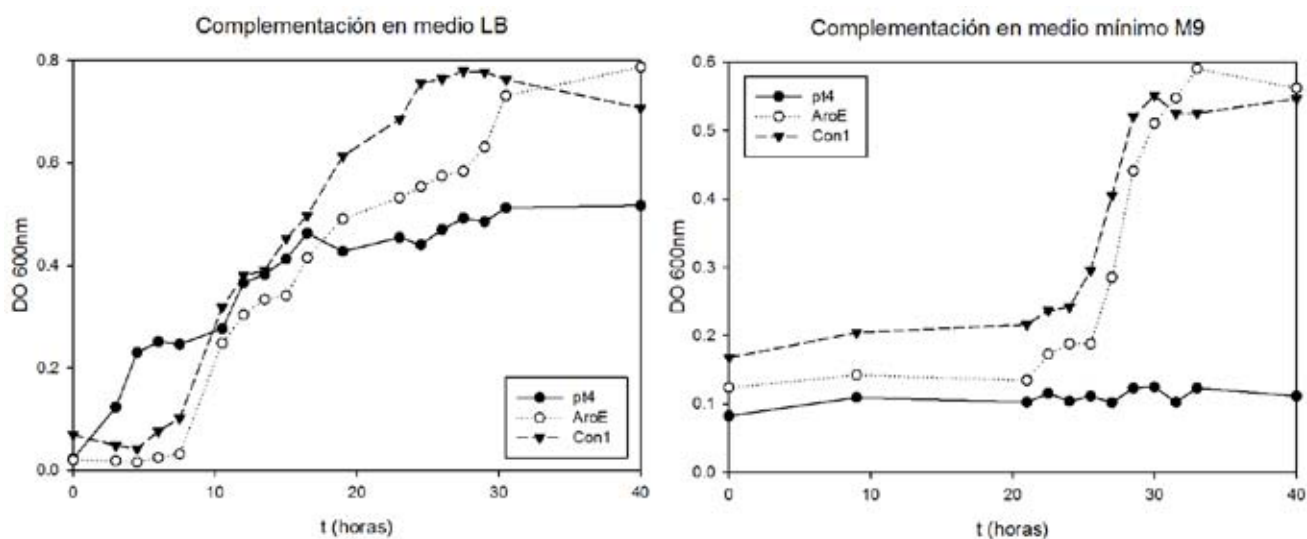 Complementación en medio LB
0.8
0.6
0.4
0.2
0.0
DO 600nm
pt4
AroE
Con1
0
10
20
30
40
t (horas)
Complementación en medio mínimo M9
0.6
0.5
0.4
0.3
0.2
0.1
0.0
DO 600nm
pt4
AroE
Con1
0
10
20
30
40
t (horas)